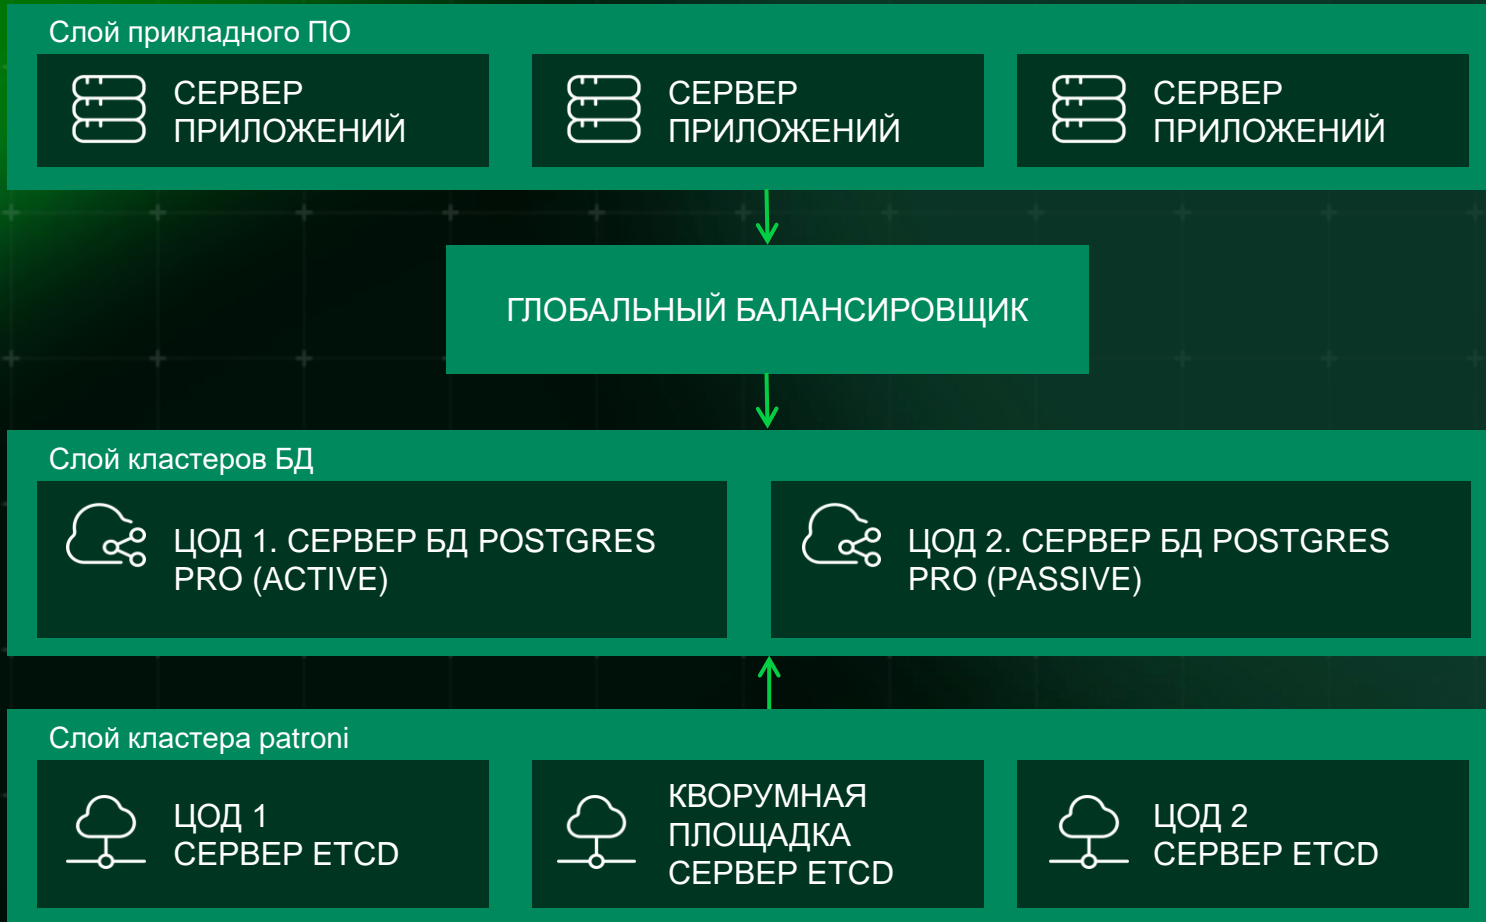 Слой прикладного ПО
СЕРВЕР
ПРИЛОЖЕНИЙ
СЕРВЕР
ПРИЛОЖЕНИЙ
СЕРВЕР
ПРИЛОЖЕНИЙ
ГЛОБАЛЬНЫЙ БАЛАНСИРОВЩИК
Слой кластеров БД
ЦОД 1. СЕРВЕР БД POSTGRES
PRO (ACTIVE)
ЦОД 2. СЕРВЕР БД POSTGRES
PRO (PASSIVE)
Слой кластера patroni
ЦОД 1
СЕРВЕР ETCD
КВОРУМНАЯ
ПЛОЩАДКА
СЕРВЕР ETCD
ЦОД 2
СЕРВЕР ETCD